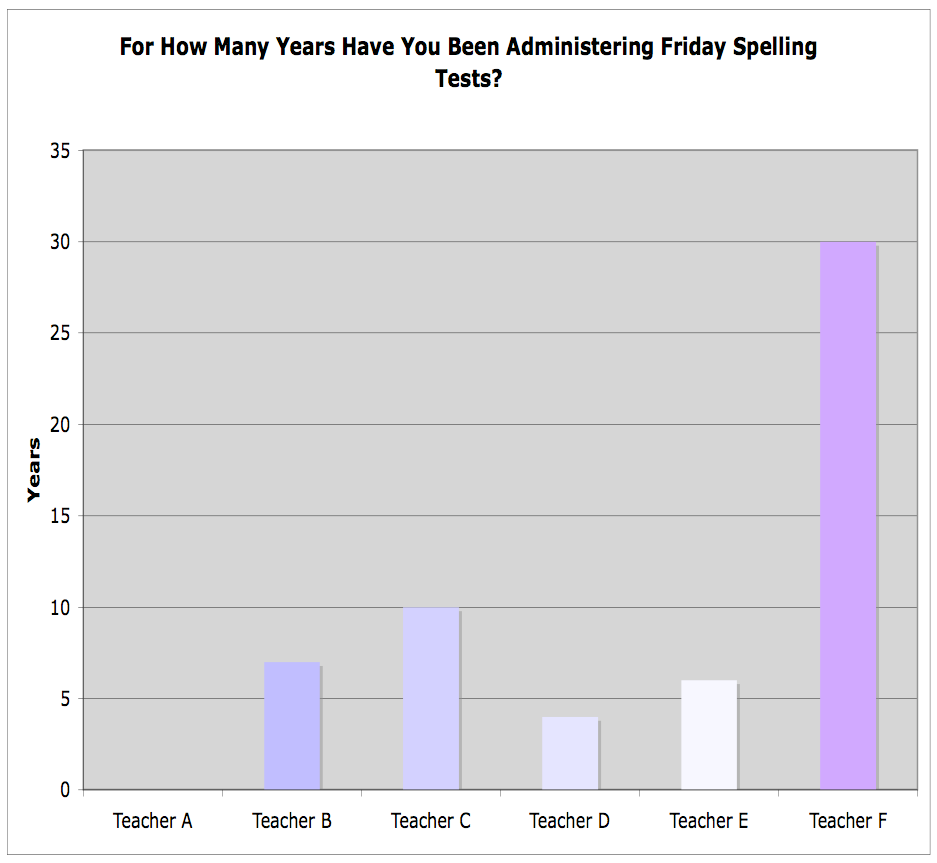 For How Many Years Have You Been Administering Friday Spelling
Tests?
35
30
25
20
15
10
5
0
Years
Teacher A
Teacher B
Teacher C
Teacher D
Teacher E
Teacher F